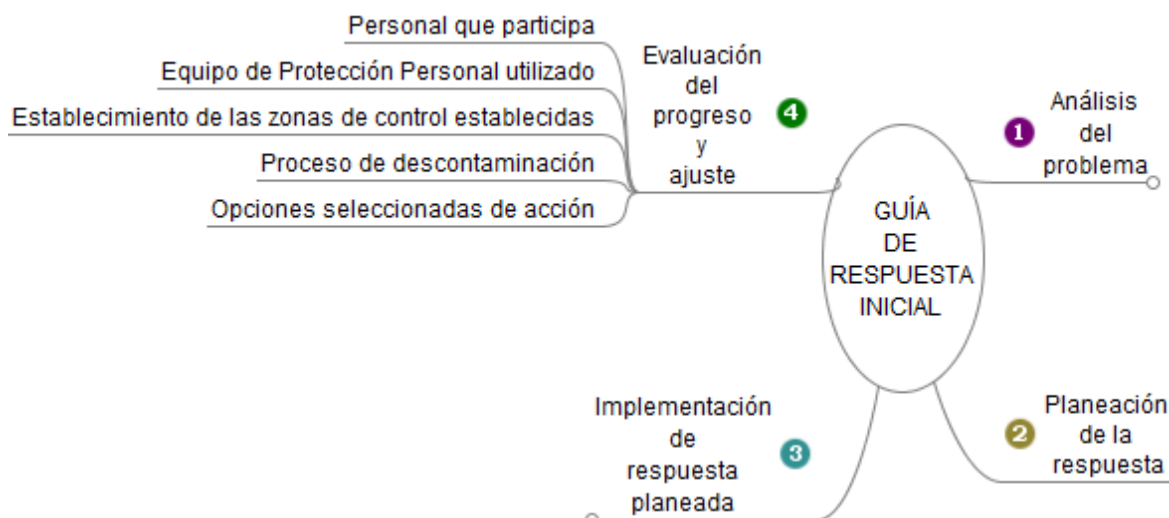 GUÍA
DE
RESPUESTA
INICIAL
1
Análisis
del
problema
2
Planeación
de la
respuesta
3
Implementación
de
respuesta
planeada
4
Evaluación
del
progreso
y
ajuste
Personal que participa
Equipo de Protección Personal utilizado
Establecimiento de las zonas de control establecidas
Proceso de descontaminación
Opciones seleccionadas de acción